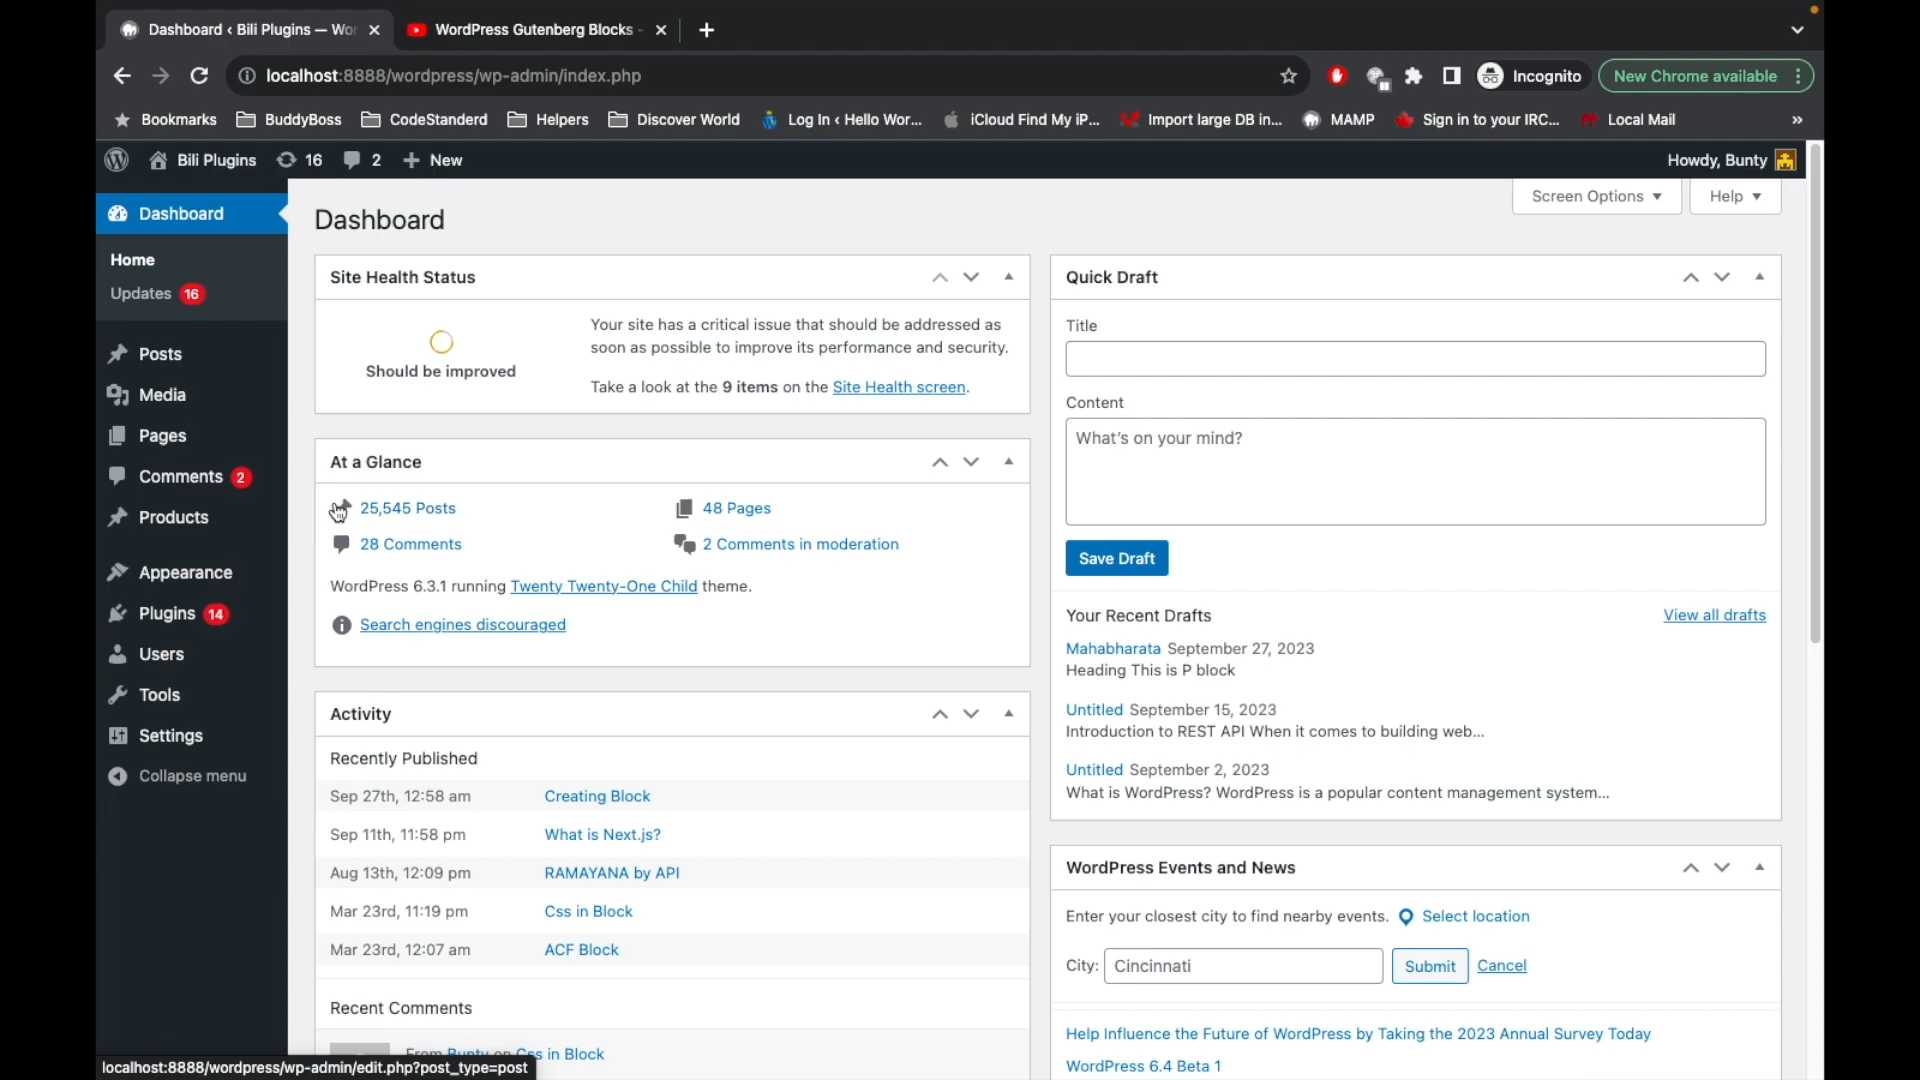 Dashboard ‹ Bili Plugins — Wor
WordPress Gutenberg Blocks -
localhost:8888/wordpress/wp-admin/index.php
Incognito
New Chrome available
Bookmarks
BuddyBoss
CodeStanderd
Helpers
Discover World
Log In ‹ Hello Wor...
iCloud Find My iP...
Import large DB in...
MAMP
Sign in to your IRC...
Local Mail
»
Bili Plugins
16
2
New
Howdy, Bunty
Dashboard
Home
Updates 16
Posts
Media
Pages
Comments 2
Products
Appearance
Plugins 14
Users
Tools
Settings
Collapse menu
Screen Options
Help
Dashboard
Site Health Status
Should be improved
Your site has a critical issue that should be addressed as
soon as possible to improve its performance and security.
Take a look at the 9 items on the Site Health screen.
At a Glance
25,545 Posts
48 Pages
28 Comments
2 Comments in moderation
WordPress 6.3.1 running Twenty Twenty-One Child theme.
Search engines discouraged
Activity
Recently Published
Sep 27th, 12:58 am Creating Block
Sep 11th, 11:58 pm What is Next.js?
Aug 13th, 12:09 pm RAMAYANA by API
Mar 23rd, 11:19 pm Css in Block
Mar 23rd, 12:07 am ACF Block
Recent Comments
From Bunty on Css in Block
Quick Draft
Title
Content
What's on your mind?
Save Draft
Your Recent Drafts
View all drafts
Mahabharata September 27, 2023
Heading This is P block
Untitled September 15, 2023
Introduction to REST API When it comes to building web...
Untitled September 2, 2023
What is WordPress? WordPress is a popular content management system...
WordPress Events and News
Enter your closest city to find nearby events. Select location
City: Cincinnati Submit Cancel
Help Influence the Future of WordPress by Taking the 2023 Annual Survey Today
WordPress 6.4 Beta 1
localhost:8888/wordpress/wp-admin/edit.php?post_type=post